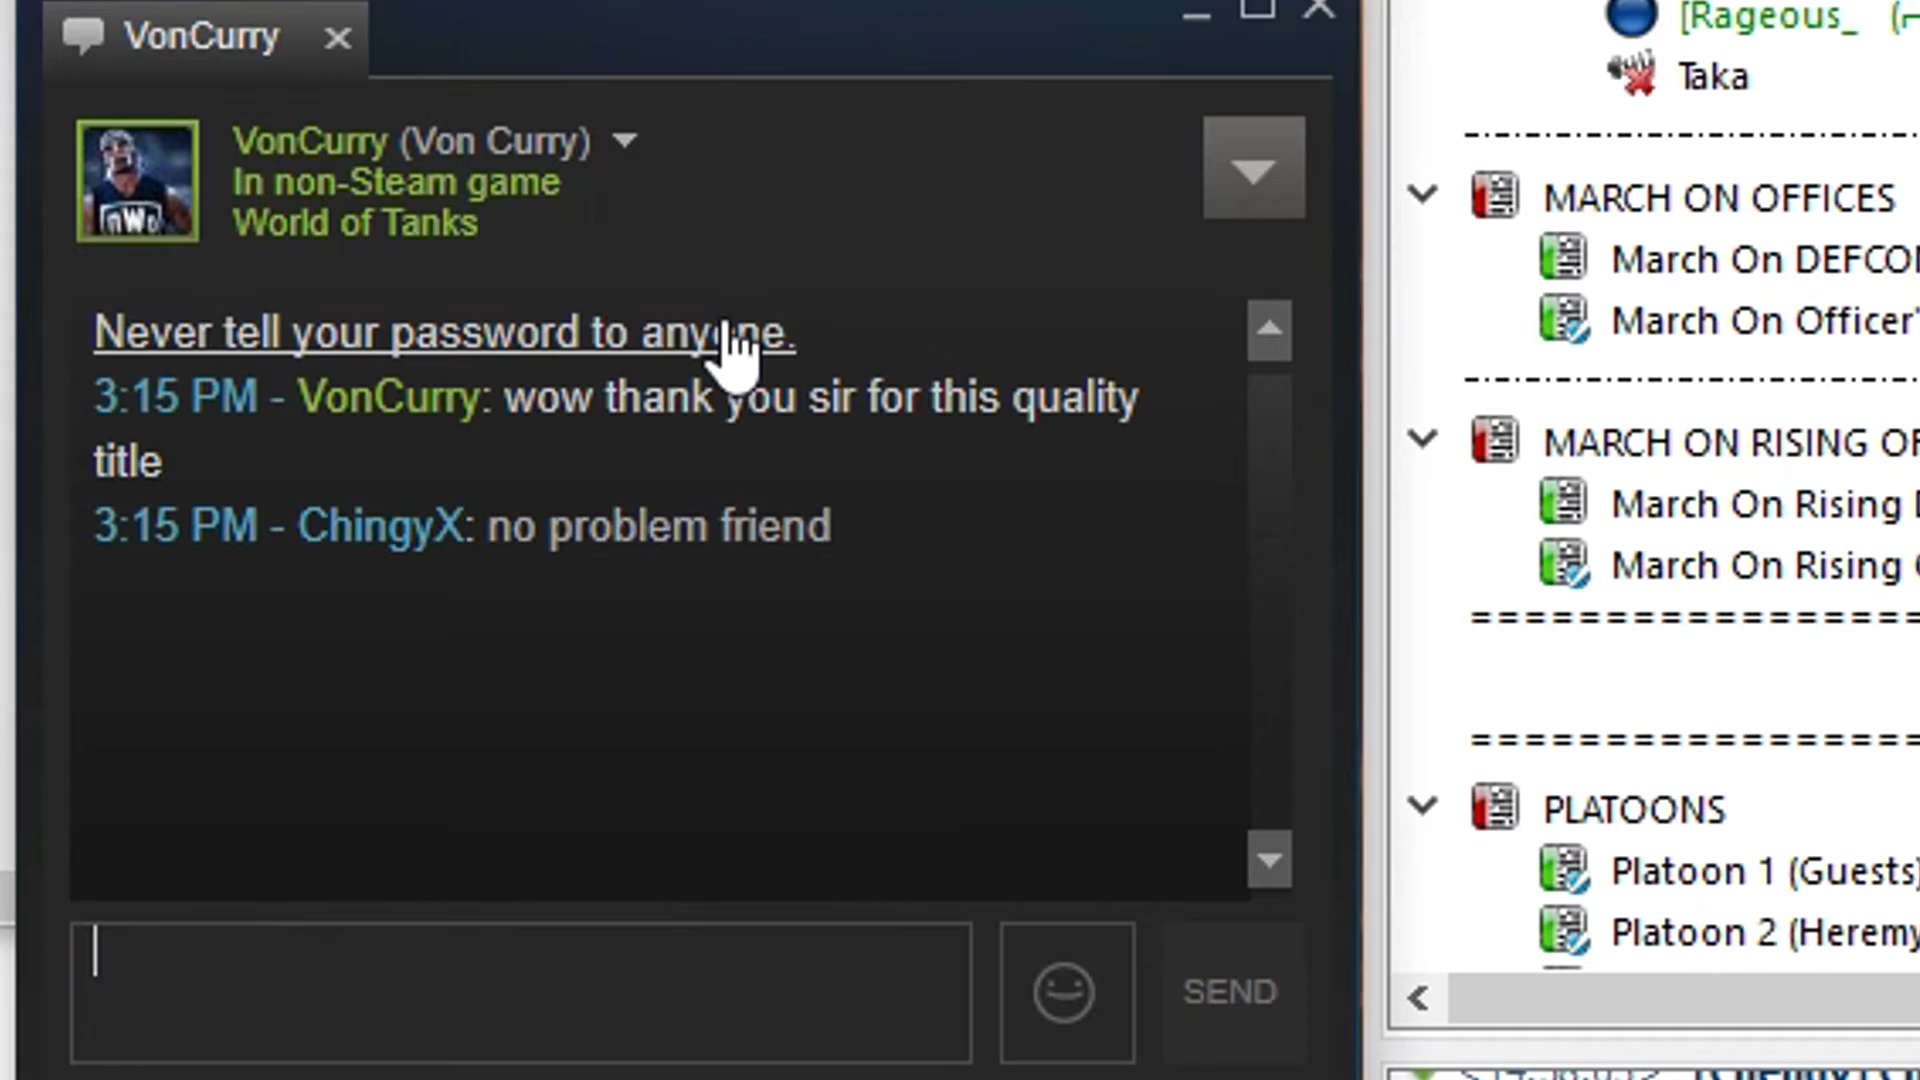 VonCurry
VonCurry (Von Curry)
In non-Steam game
World of Tanks
Never tell your password to anyone.
3:15 PM - VonCurry: wow thank you sir for this quality
title
3:15 PM - ChingyX: no problem friend
SEND
[Rageous_
Taka
MARCH ON OFFICES
March On DEFCON
March On Officer'
MARCH ON RISING OF
March On Rising
March On Rising
==================
==================
PLATOONS
Platoon 1 (Guests)
Platoon 2 (Heremy